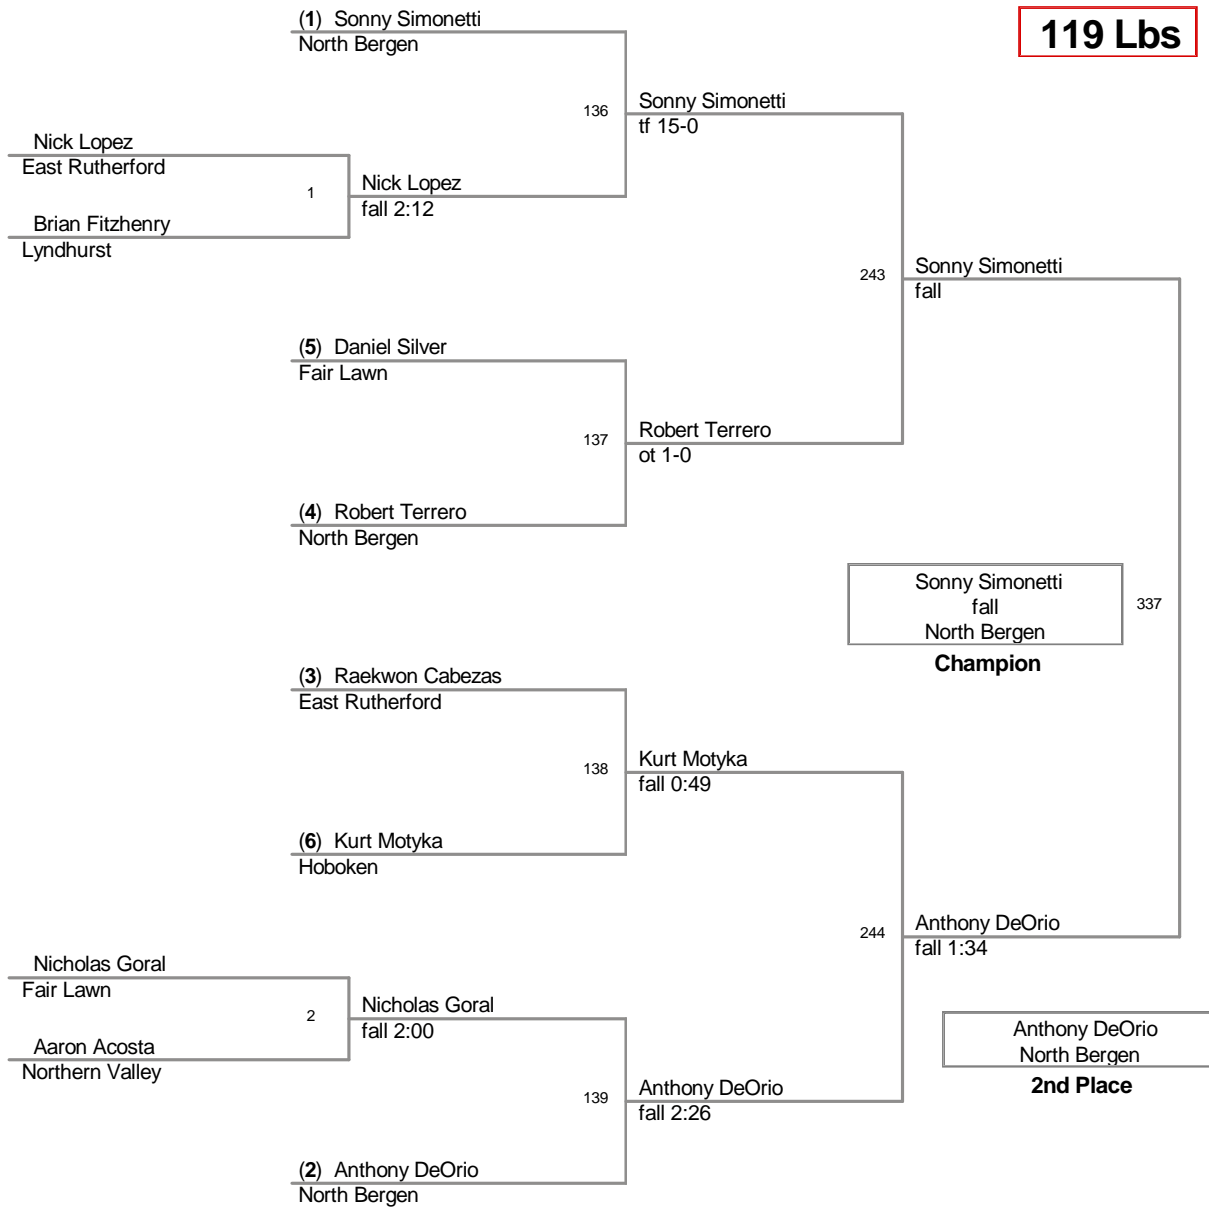 (1) Sonny Simonetti
North Bergen
119 Lbs
136
Sonny Simonetti
tf 15-0
Nick Lopez
East Rutherford
1
Nick Lopez
fall 2:12
Brian Fitzhenry
Lyndhurst
243
Sonny Simonetti
fall
(5) Daniel Silver
Fair Lawn
137
Robert Terrero
ot 1-0
(4) Robert Terrero
North Bergen
Sonny Simonetti
fall
North Bergen
337
Champion
(3) Raekwon Cabezas
East Rutherford
138
Kurt Motyka
fall 0:49
(6) Kurt Motyka
Hoboken
244
Anthony DeOrio
fall 1:34
Nicholas Goral
Fair Lawn
2
Nicholas Goral
fall 2:00
Aaron Acosta
Northern Valley
Anthony DeOrio
North Bergen
2nd Place
139
Anthony DeOrio
fall 2:26
(2) Anthony DeOrio
North Bergen